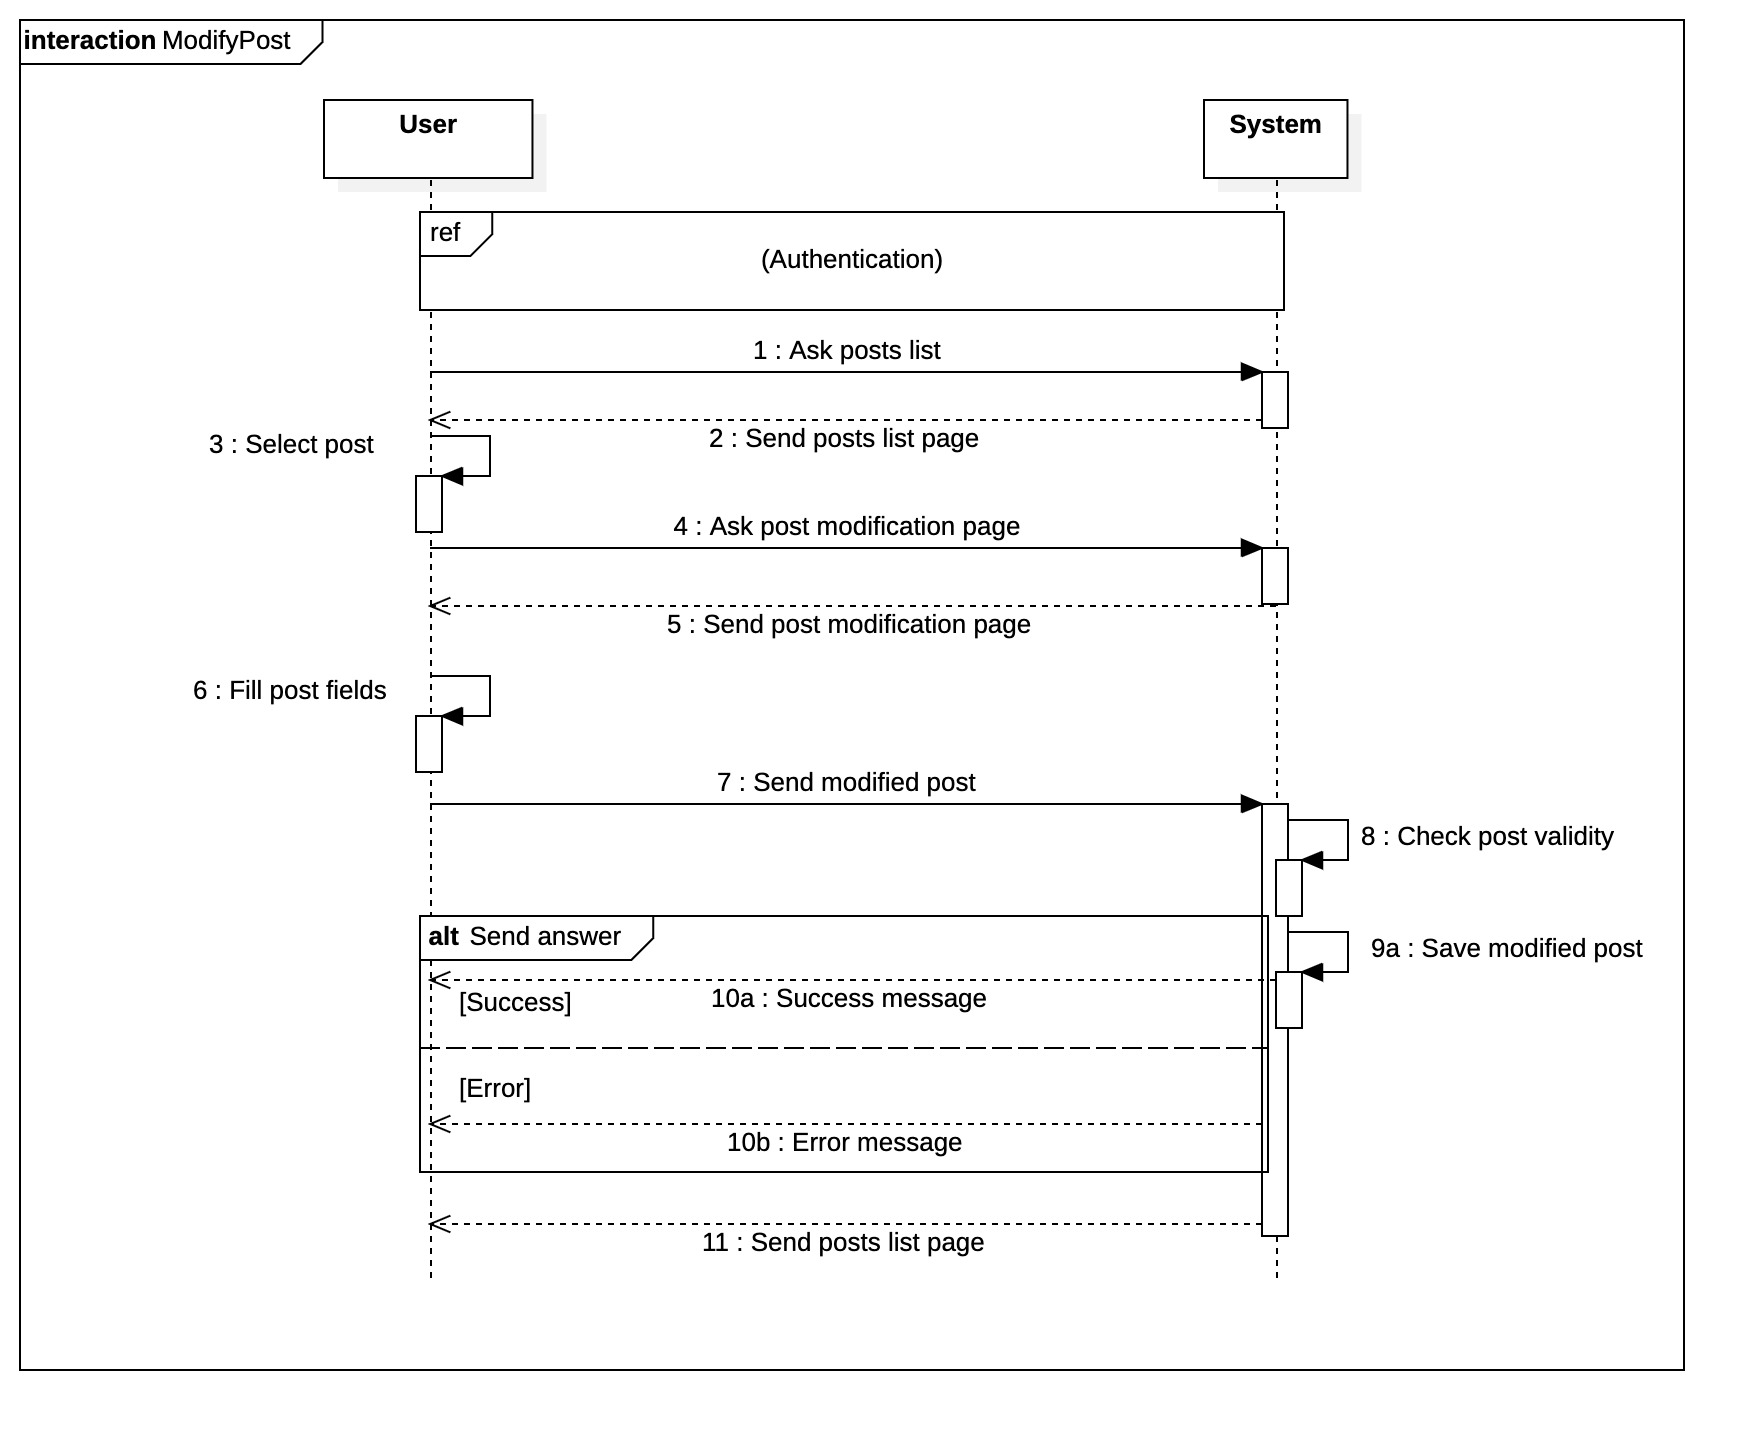 interaction ModifyPost
User
System
ref
(Authentication)
1 : Ask posts list
2 : Send posts list page
3 : Select post
4 : Ask post modification page
5 : Send post modification page
6 : Fill post fields
7 : Send modified post
8 : Check post validity
alt Send answer
9a : Save modified post
[Success]
10a : Success message
[Error]
10b : Error message
11 : Send posts list page